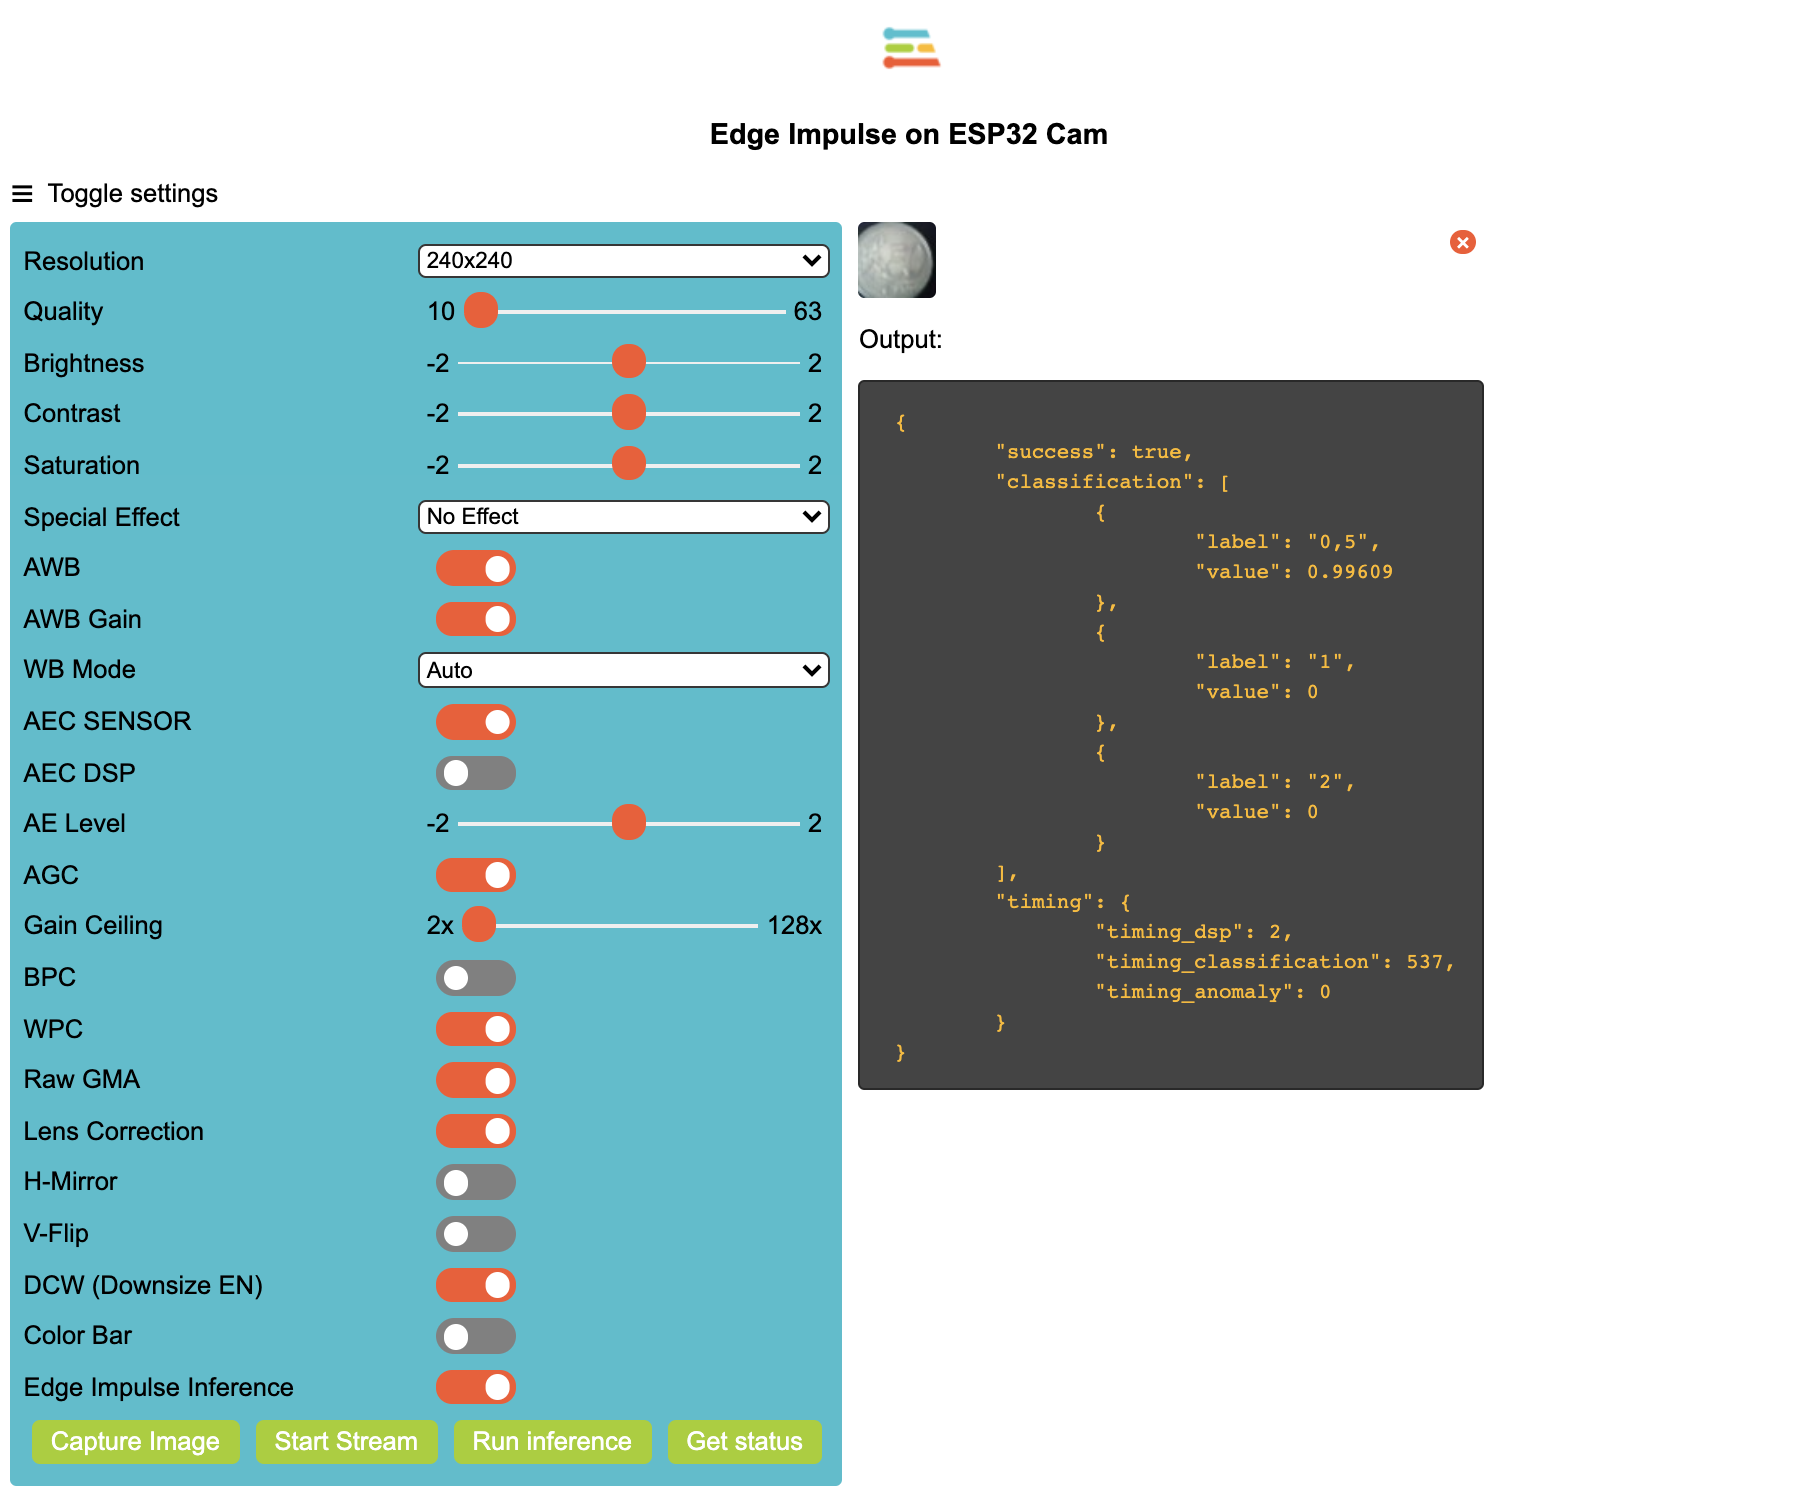 Edge Impulse on ESP32 Cam
Toggle settings
Resolution 240x240
Quality 10 63
Brightness -2 2
Contrast -2 2
Saturation -2 2
Special Effect No Effect
AWB
AWB Gain
WB Mode Auto
AEC SENSOR
AEC DSP
AE Level -2 2
AGC
Gain Ceiling 2x 128x
BPC
WPC
Raw GMA
Lens Correction
H-Mirror
V-Flip
DCW (Downsize EN)
Color Bar
Edge Impulse Inference
Capture Image Start Stream Run inference Get status
Output:
{
"success": true,
"classification": [
{
"label": "0,5",
"value": 0.99609
},
{
"label": "1",
"value": 0
},
{
"label": "2",
"value": 0
}
],
"timing": {
"timing_dsp": 2,
"timing_classification": 537,
"timing_anomaly": 0
}
}